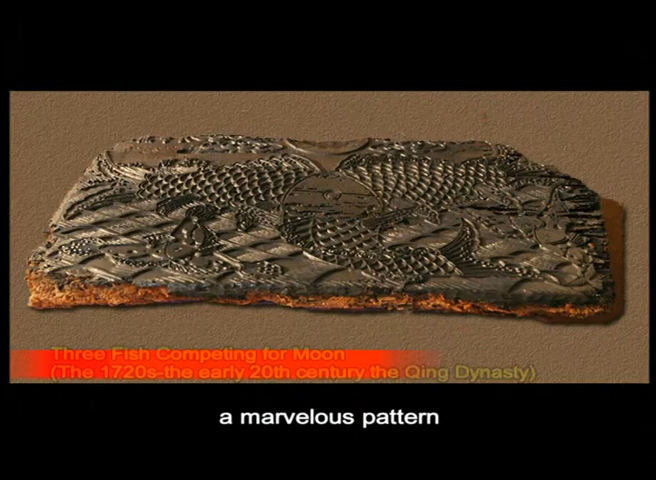 Three Fish Competing for Moon
(The 1720s-the early 20th century the Qing Dynasty)
a marvelous pattern